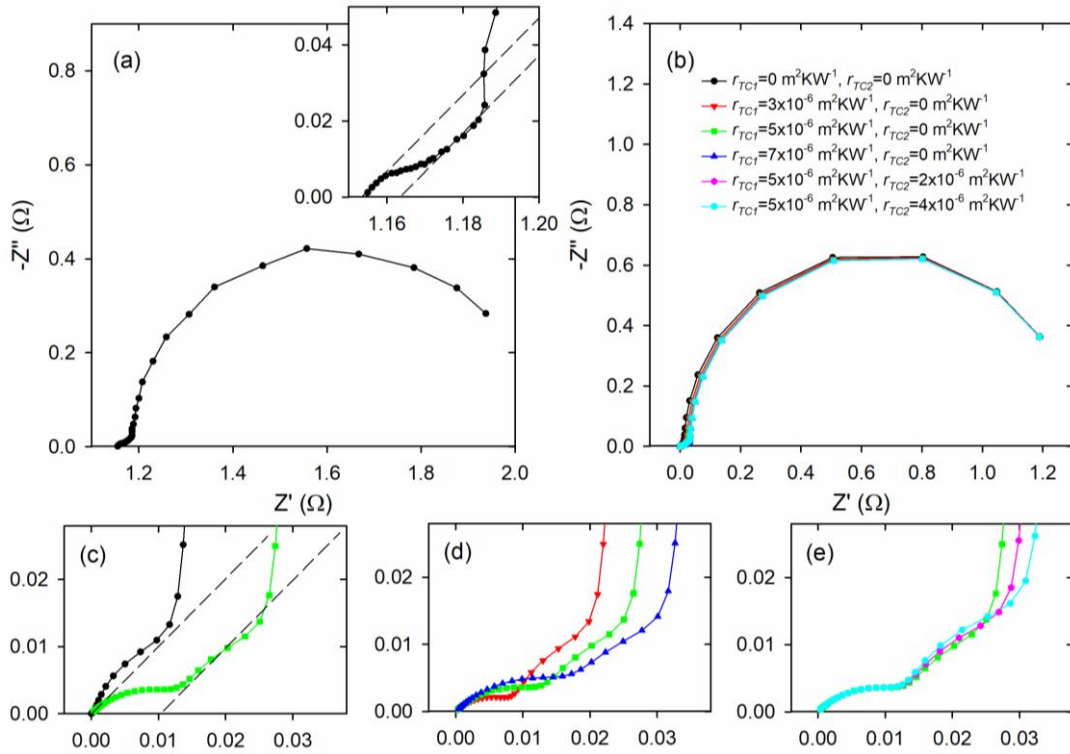 (a)
0.04
0.02
0.00
1.16 1.18 1.20
0.8
0.6
0.4
0.2
0.0
-Z'' (Ω)
1.2 1.4 1.6 1.8 2.0
Z' (Ω)
(b)
r_TC1=0 m²KW⁻¹, r_TC2=0 m²KW⁻¹
r_TC1=3x10⁻⁶ m²KW⁻¹, r_TC2=0 m²KW⁻¹
r_TC1=5x10⁻⁶ m²KW⁻¹, r_TC2=0 m²KW⁻¹
r_TC1=7x10⁻⁶ m²KW⁻¹, r_TC2=0 m²KW⁻¹
r_TC1=5x10⁻⁶ m²KW⁻¹, r_TC2=2x10⁻⁶ m²KW⁻¹
r_TC1=5x10⁻⁶ m²KW⁻¹, r_TC2=4x10⁻⁶ m²KW⁻¹
1.4
1.2
1.0
0.8
0.6
0.4
0.2
0.0
-Z'' (Ω)
0.0 0.2 0.4 0.6 0.8 1.0 1.2
Z' (Ω)
(c)
0.02
0.01
0.00
0.00 0.01 0.02 0.03
(d)
0.02
0.01
0.00
0.00 0.01 0.02 0.03
(e)
0.02
0.01
0.00
0.00 0.01 0.02 0.03